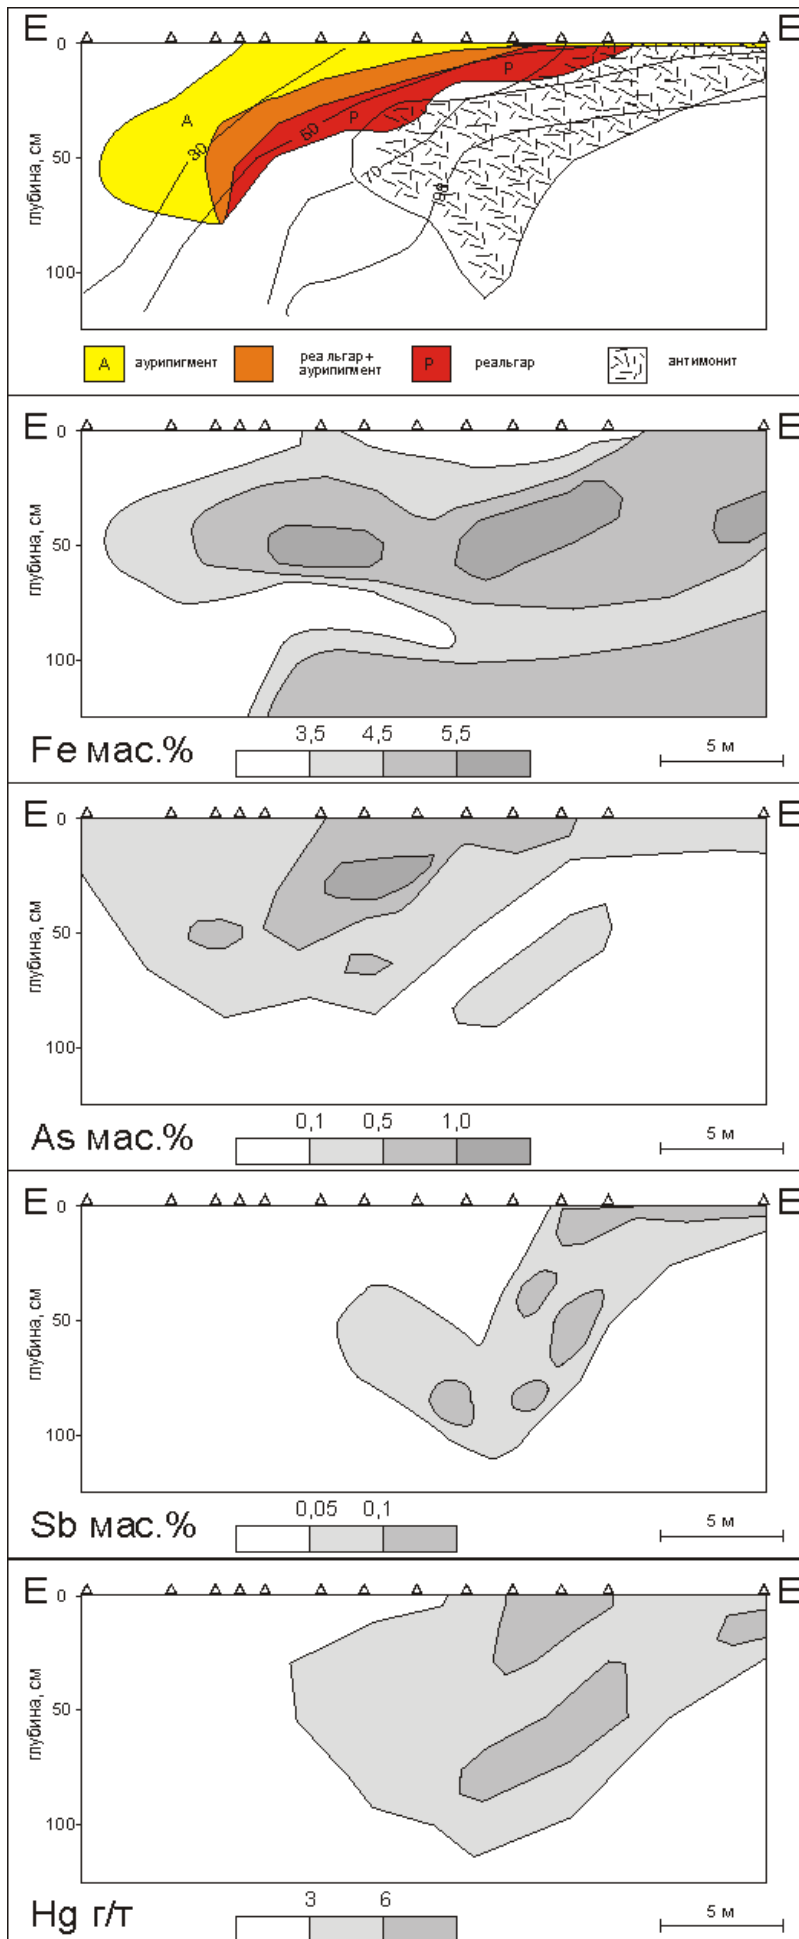 E E
0
50
100
глубина, см
А
Р
Р
30
50
70
98
А аурипигмент
реальгар+
аурипигмент
Р реальгар
антимонит
E E
0
50
100
глубина, см
3,5 4,5 5,5
Fe мас.%
5 м
E E
0
50
100
глубина, см
0,1 0,5 1,0
As мас.%
5 м
E E
0
50
100
глубина, см
0,05 0,1
Sb мас.%
5 м
E E
0
50
100
глубина, см
3 6
Hg г/т
5 м